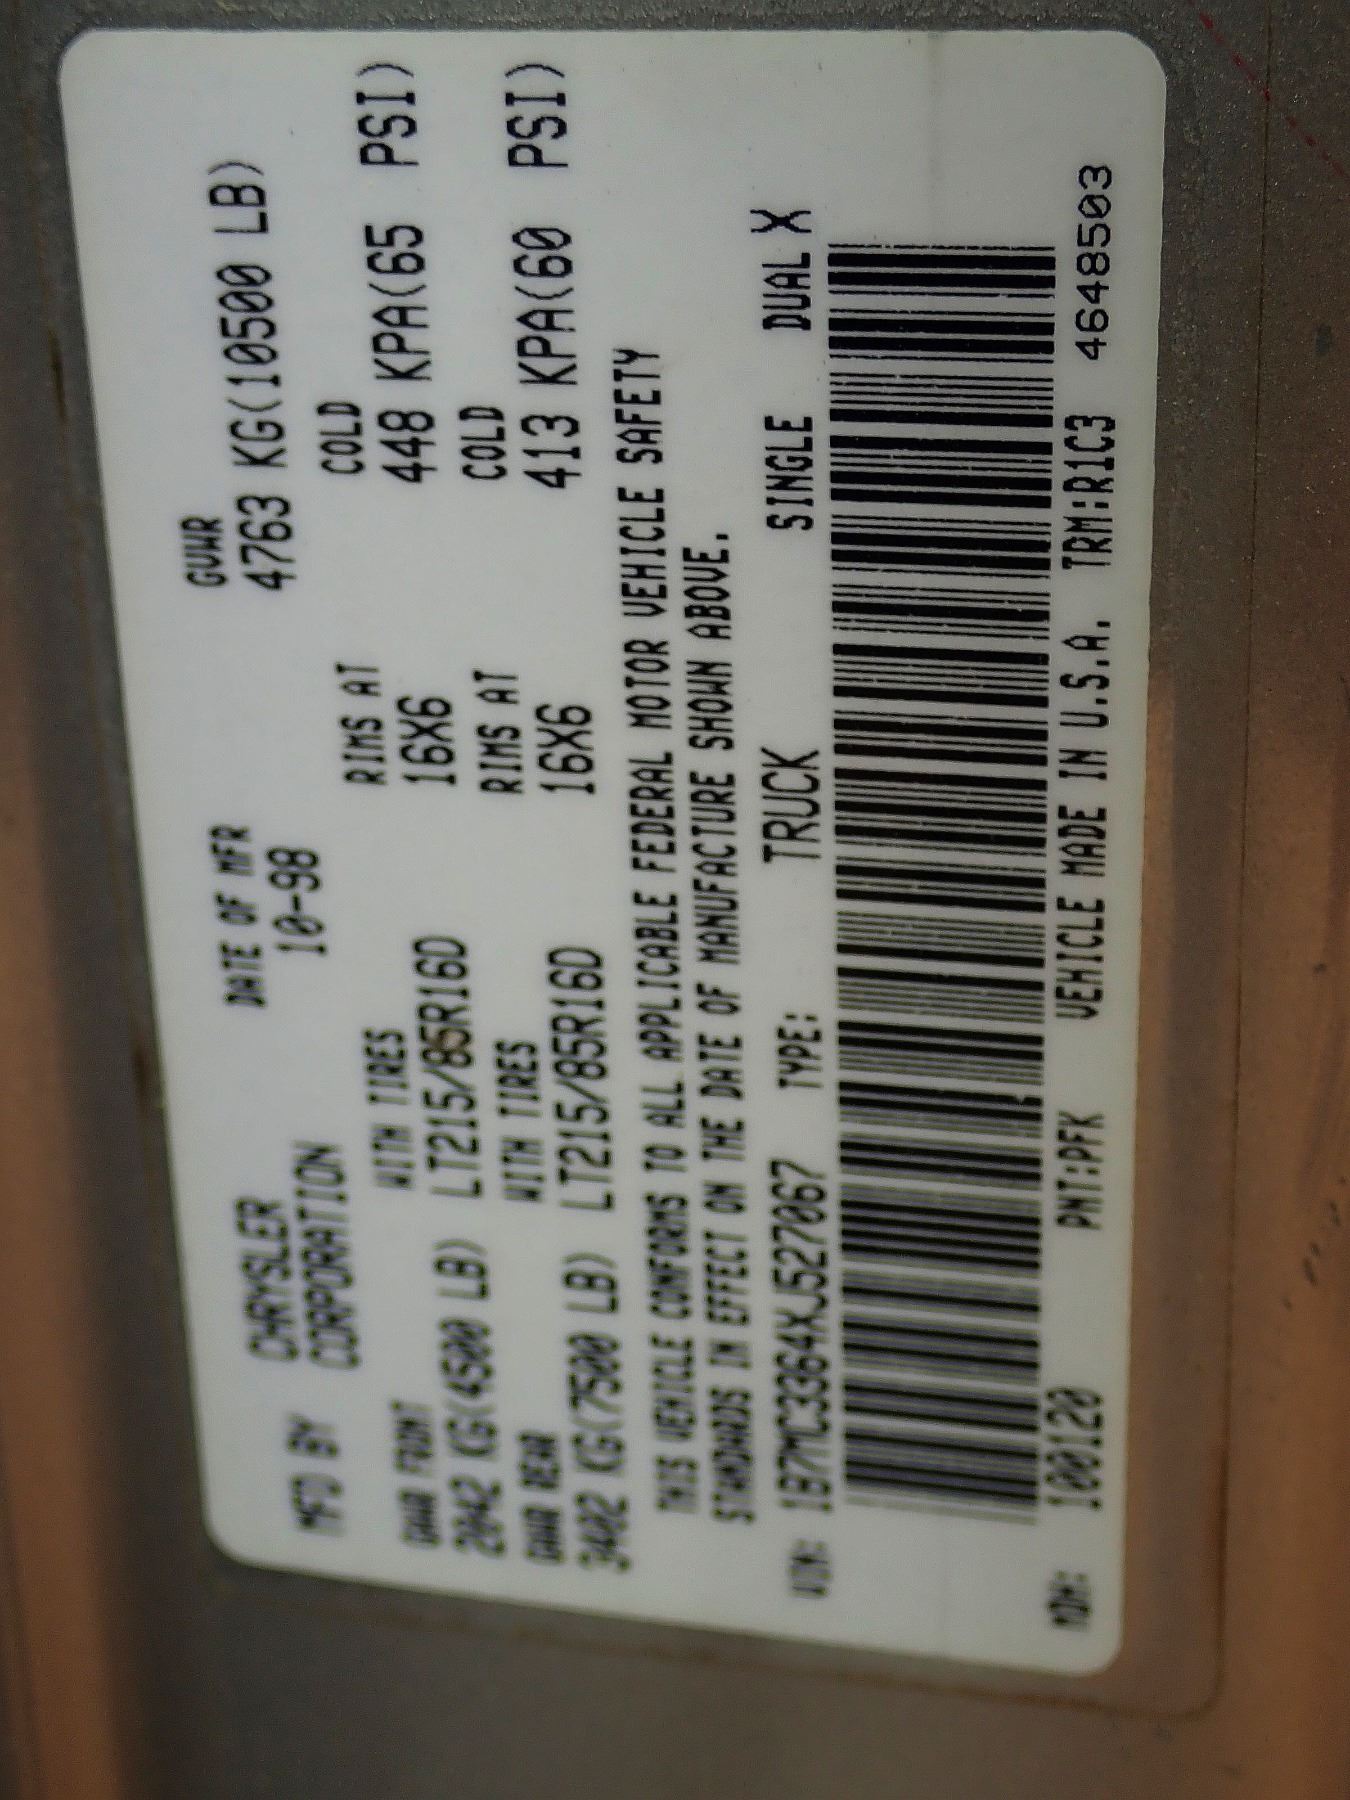 MFD BY CHRYSLER CORPORATION DATE OF MFR 10-98 GVWR 4763 KG(10500 LB)
GAWR FRONT WITH TIRES RIMS AT COLD
2042 KG(4500 LB) LT215/85R16D 16X6 448 KPA(65 PSI)
GAWR REAR WITH TIRES RIMS AT COLD
3402 KG(7500 LB) LT215/85R16D 16X6 413 KPA(60 PSI)
THIS VEHICLE CONFORMS TO ALL APPLICABLE FEDERAL MOTOR VEHICLE SAFETY
STANDARDS IN EFFECT ON THE DATE OF MANUFACTURE SHOWN ABOVE.
VIN: 1B7MC3364XJ527067 TYPE: TRUCK SINGLE DUAL X
MDH: 100120 PNT:PFK VEHICLE MADE IN U.S.A. TRM:R1C3 4648503